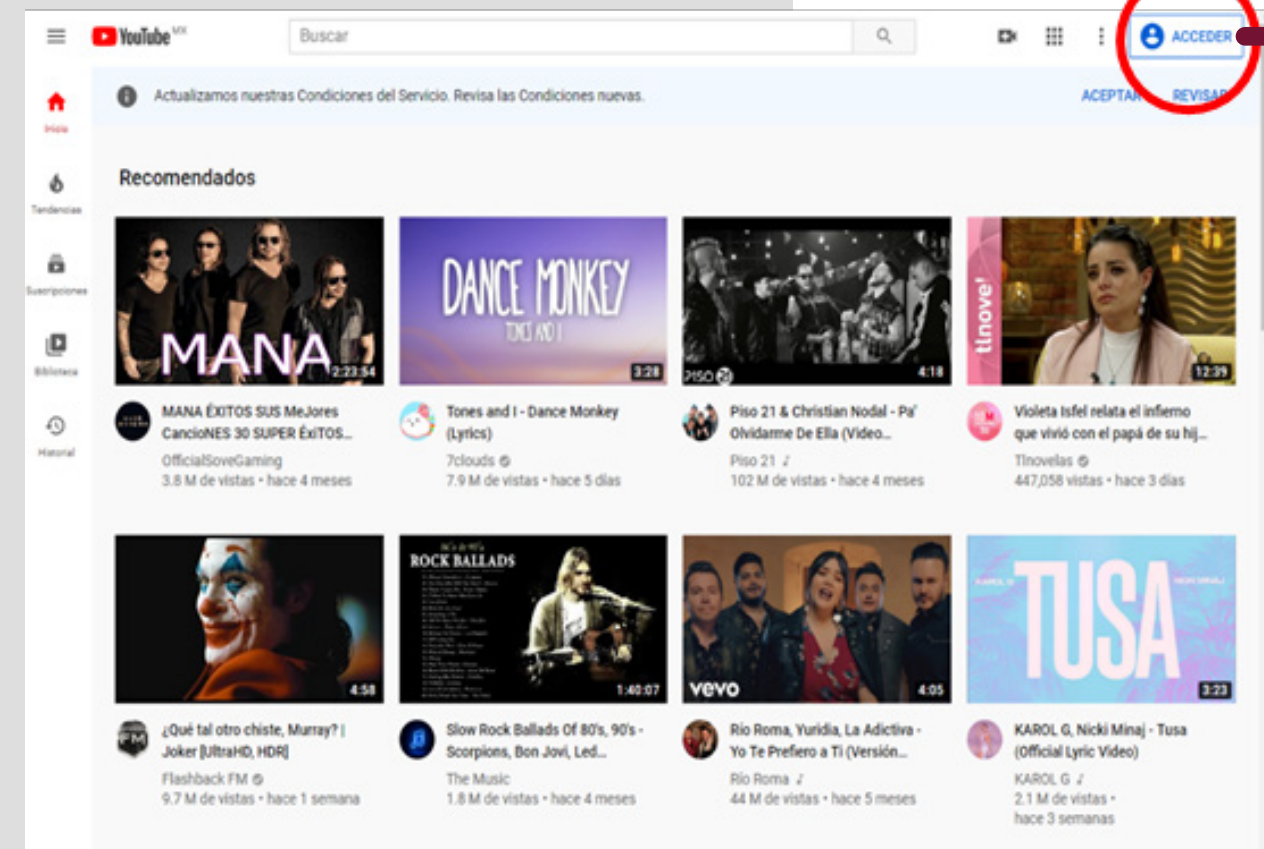 YouTube MX
Buscar
ACCEDER
Actualizamos nuestras Condiciones del Servicio. Revisa las Condiciones nuevas.
ACEPTAR
REVISAR
Inicio
Tendencias
Suscripciones
Biblioteca
Historial
Recomendados
MANA
2:23:54
DANCE MONKEY
TONES AND I
3:28
PISO 21
4:18
tlnovel
12:39
MANA ÉXITOS SUS MeJores
CancioNES 30 SUPER ÉxiTOS...
OfficialSoveGaming
3.8 M de vistas • hace 4 meses
Tones and I - Dance Monkey
(Lyrics)
7clouds
7.9 M de vistas • hace 5 días
Piso 21 & Christian Nodal - Pa'
Olvidarme De Ella (Video...
Piso 21
102 M de vistas • hace 4 meses
Violeta Isfel relata el infierno
que vivió con el papá de su hij...
Tlnovelas
447,058 vistas • hace 3 días
4:58
80's & 90's
ROCK BALLADS
1:40:07
vevo
4:05
KAROL G
NICKI MINAJ
TUSA
3:23
FM
¿Qué tal otro chiste, Murray? |
Joker [UltraHD, HDR]
Flashback FM
9.7 M de vistas • hace 1 semana
Slow Rock Ballads Of 80's, 90's -
Scorpions, Bon Jovi, Led...
The Music
1.8 M de vistas • hace 4 meses
Río Roma, Yuridia, La Adictiva -
Yo Te Prefiero a Ti (Versión...
Río Roma
44 M de vistas • hace 5 meses
KAROL G, Nicki Minaj - Tusa
(Official Lyric Video)
KAROL G
2.1 M de vistas •
hace 3 semanas